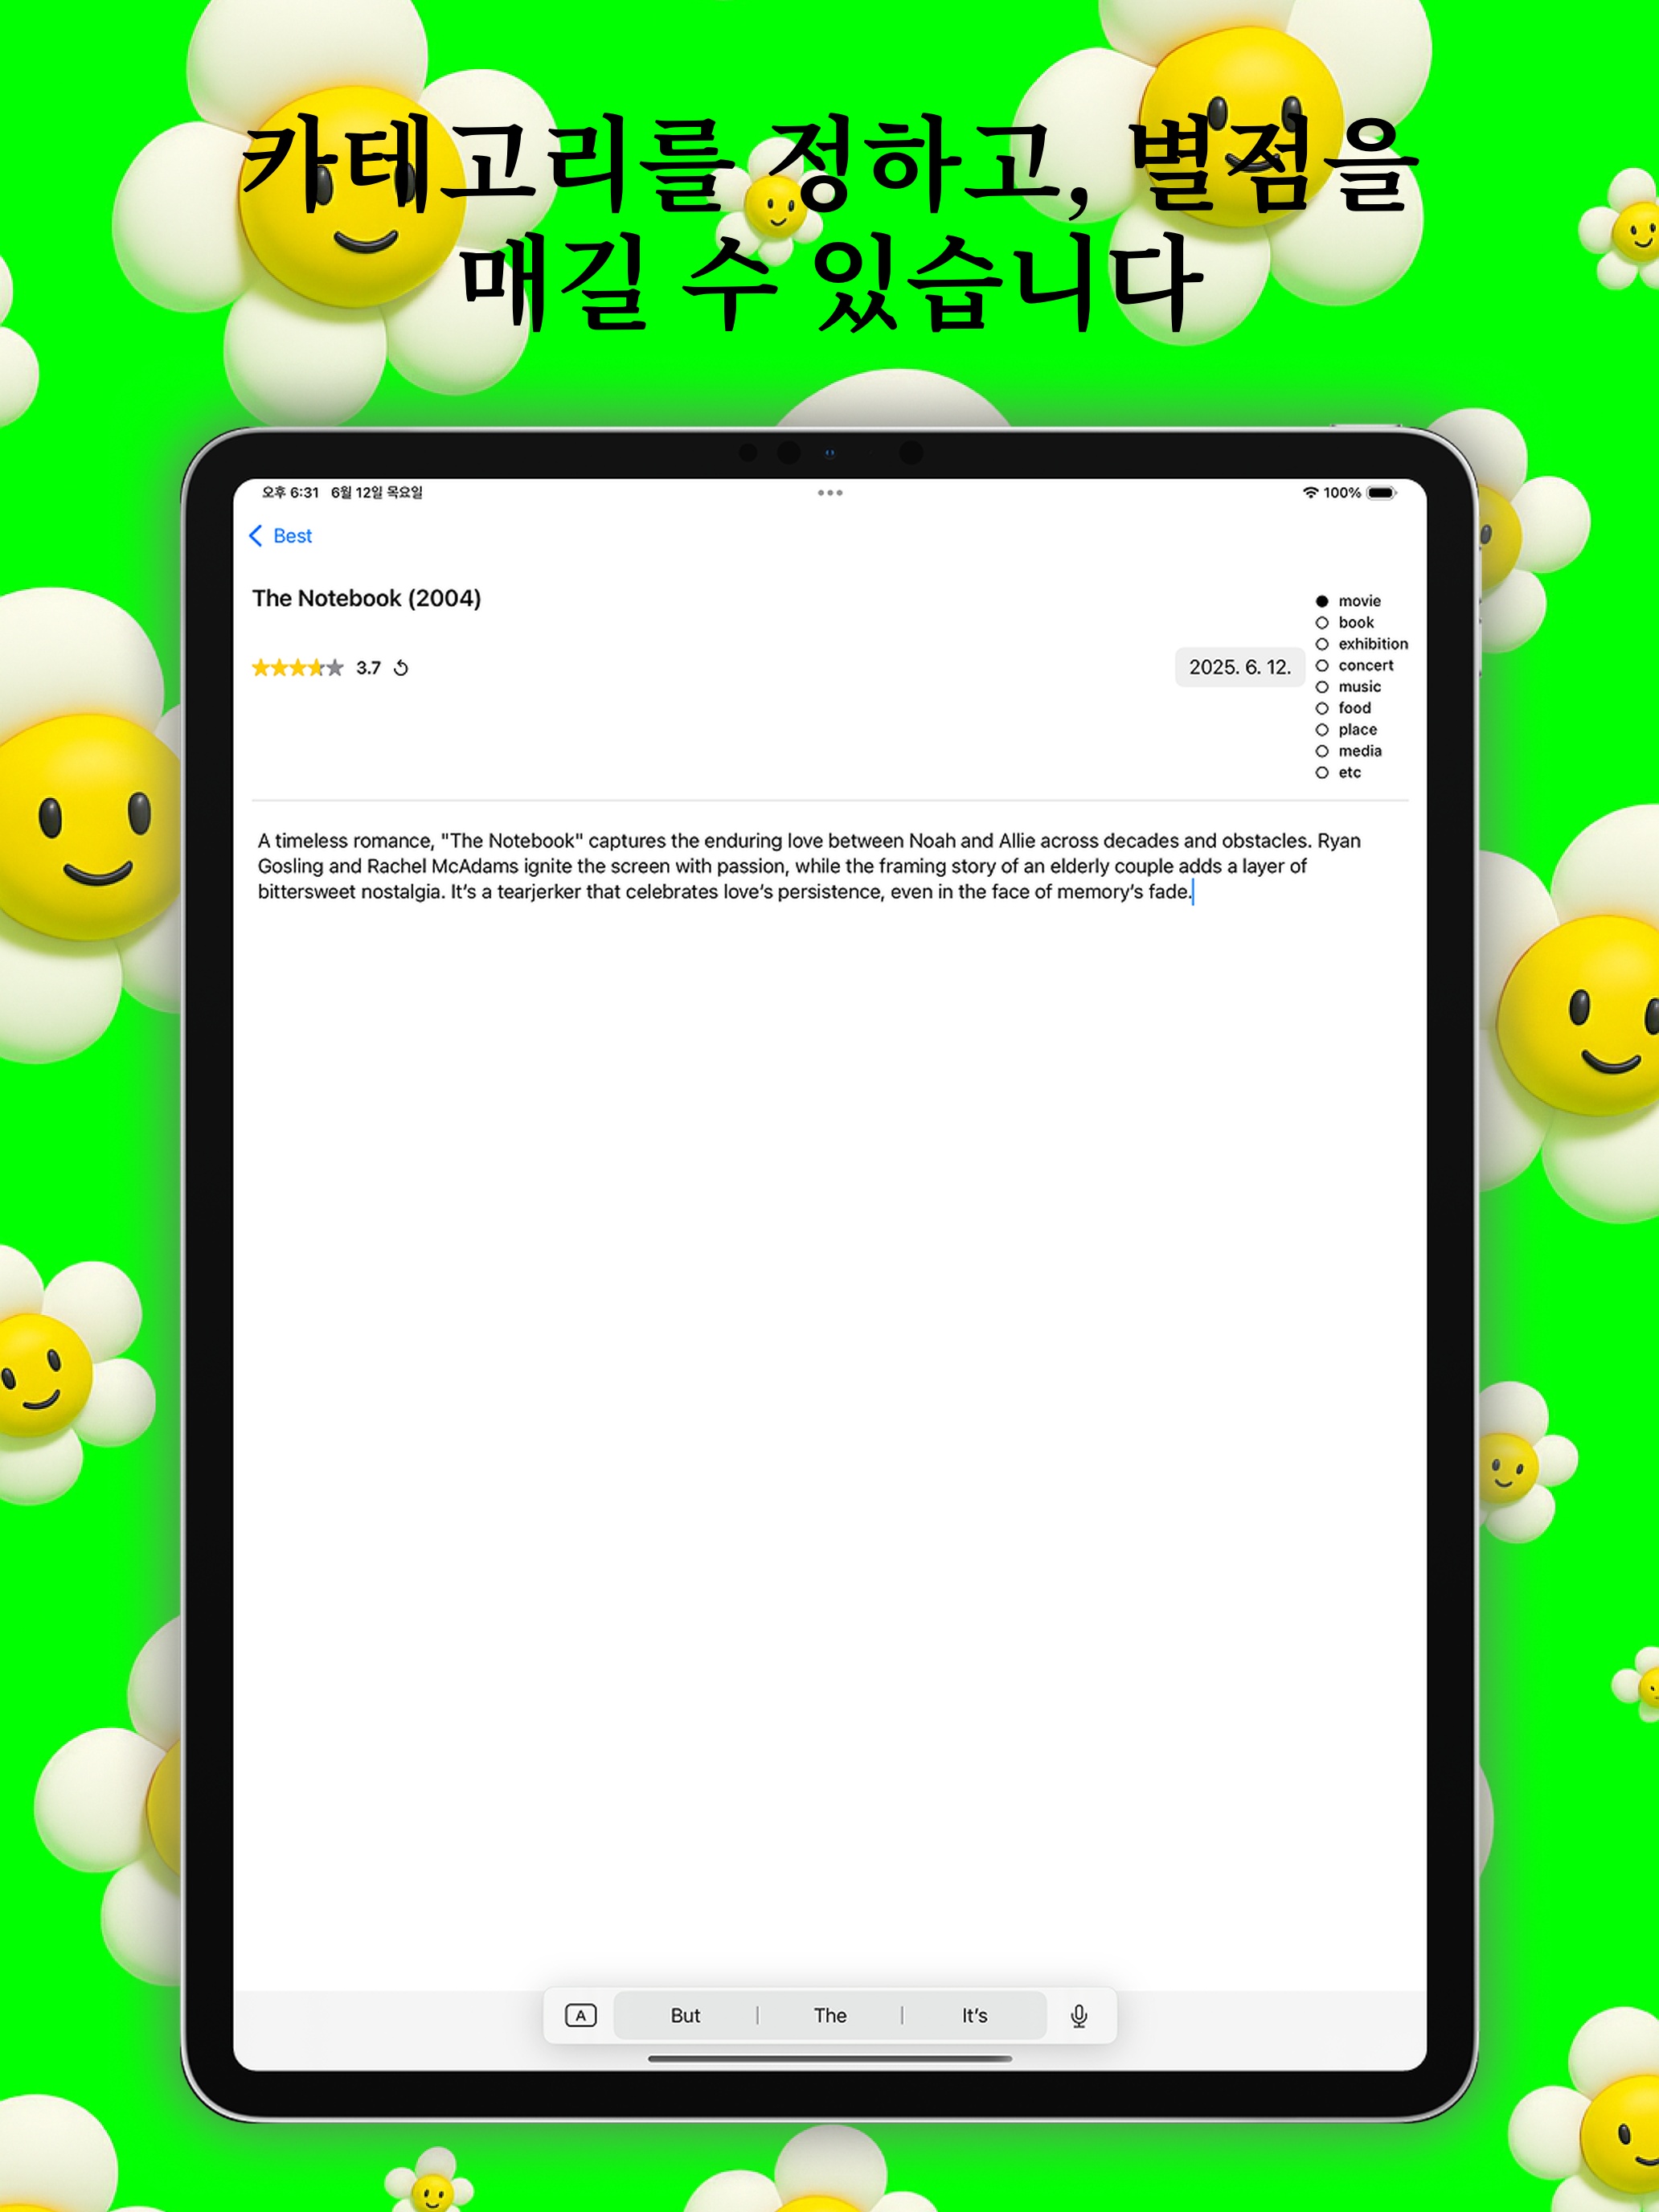 카테고리를 정하고, 별점을
매길 수 있습니다
오후 6:31 6월 12일 목요일
100%
Best
The Notebook (2004)
3.7
2025. 6. 12.
movie
book
exhibition
concert
music
food
place
media
etc
A timeless romance, "The Notebook" captures the enduring love between Noah and Allie across decades and obstacles. Ryan
Gosling and Rachel McAdams ignite the screen with passion, while the framing story of an elderly couple adds a layer of
bittersweet nostalgia. It’s a tearjerker that celebrates love’s persistence, even in the face of memory’s fade.
A But The It’s